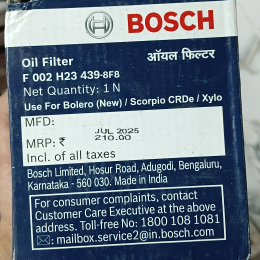 BOSCH
Oil Filter
ऑयल फिल्टर
F 002 H23 439-8F8
Net Quantity: 1 N
Use For Bolero (New) / Scorpio CRDe / Xylo
MFD: JUL 2025
MRP: ₹ 210.00
Incl. of all taxes
Bosch Limited, Hosur Road, Adugodi, Bengaluru,
Karnataka - 560 030. Made in India
For consumer complaints, contact
Customer Care Executive at the above
address. Toll-free No.: 1800 108 1081
✉: mailbox.service2@in.bosch.com